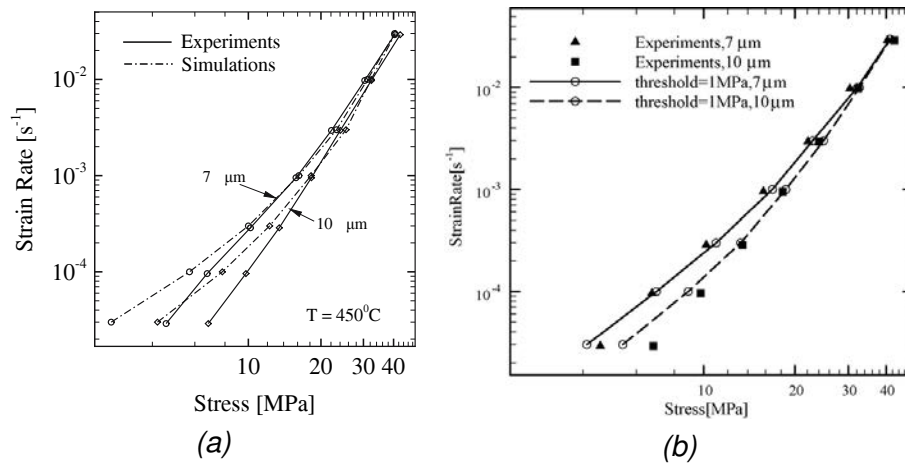 (a)
Experiments
Simulations
7 µm
10 µm
T = 450⁰C
10⁻²
10⁻³
10⁻⁴
Strain Rate [s⁻¹]
10 20 30 40
Stress [MPa]
(a)
b)
Experiments,7 µm
Experiments,10 µm
threshold=1MPa,7µm
threshold=1MPa,10µm
10⁻²
10⁻³
10⁻⁴
StrainRate[s⁻¹]
10 20 30 40
Stress[MPa]
(b)